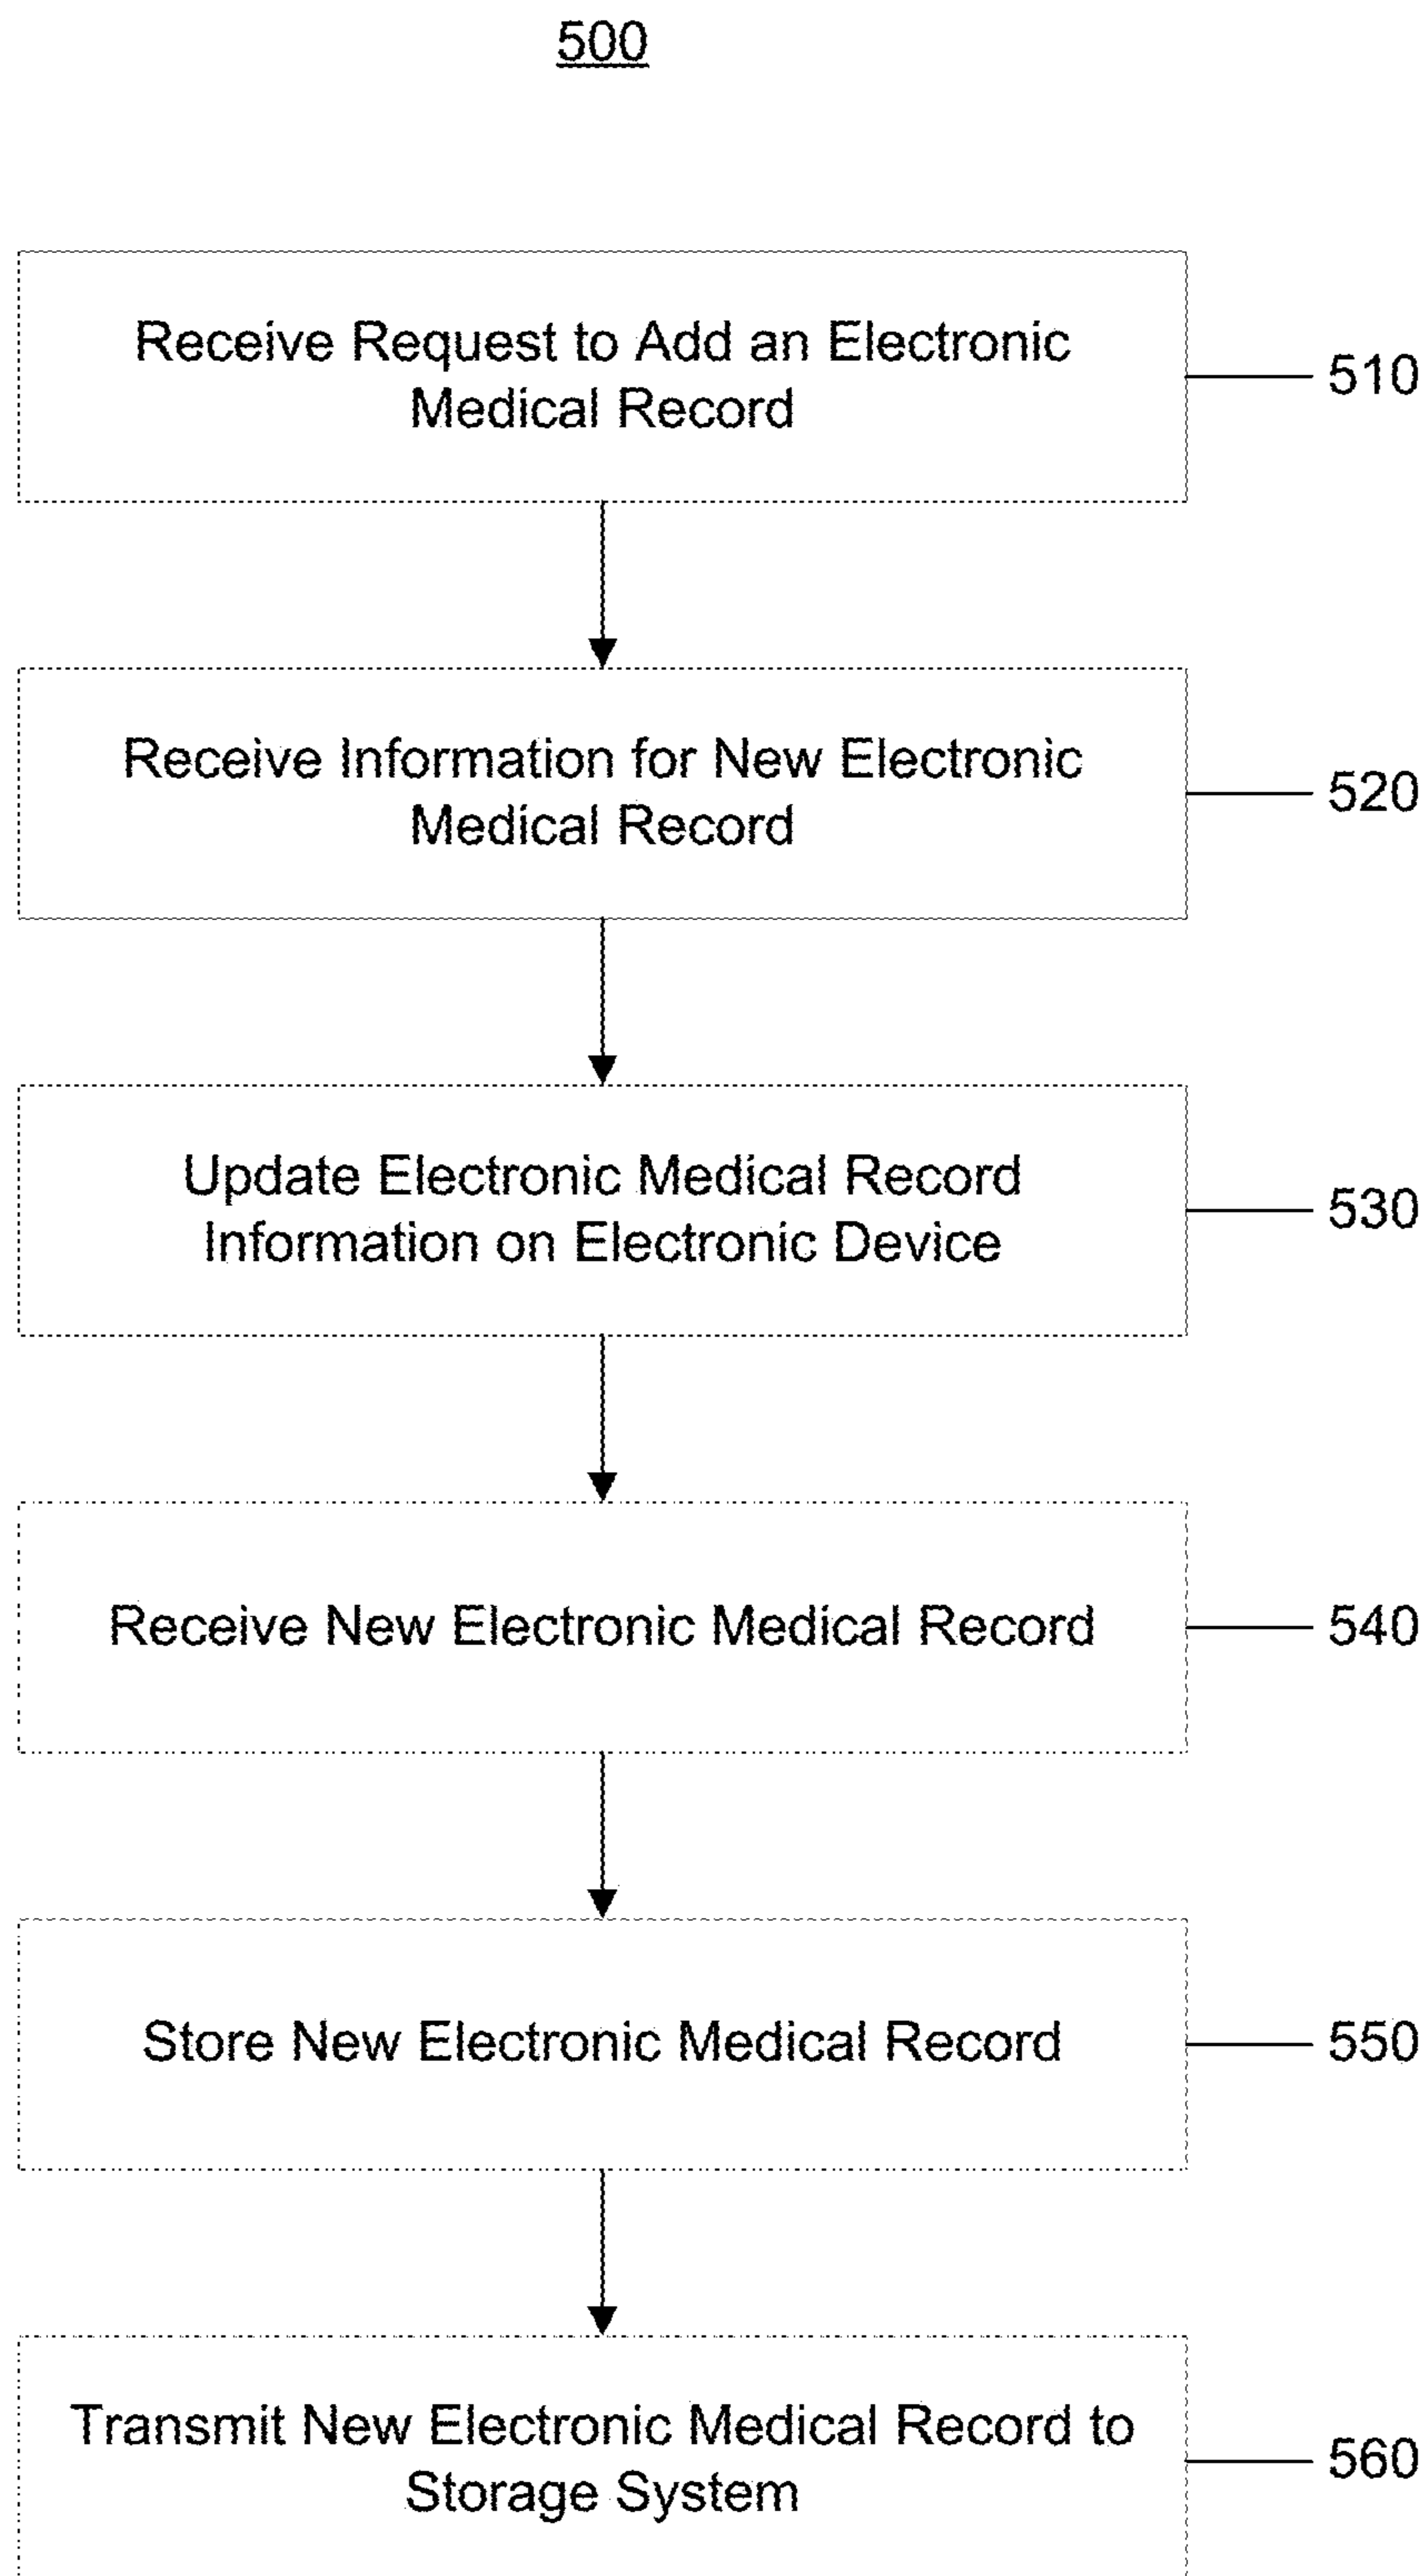 500
Receive Request to Add an Electronic
Medical Record
510
Receive Information for New Electronic
Medical Record
520
Update Electronic Medical Record
Information on Electronic Device
530
Receive New Electronic Medical Record
540
Store New Electronic Medical Record
550
Transmit New Electronic Medical Record to
Storage System
560